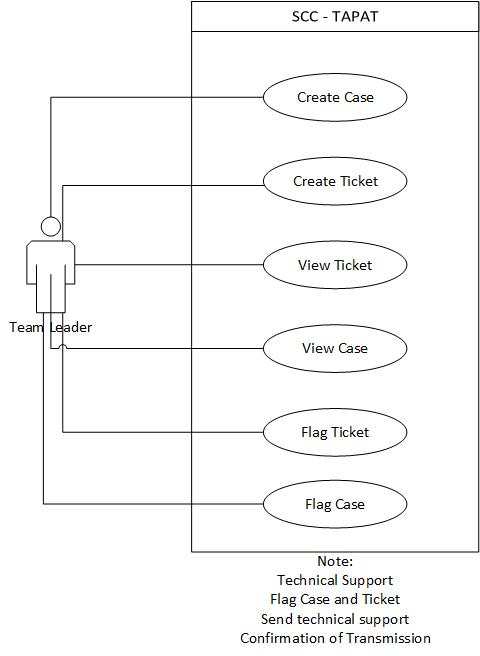 SCC - TAPAT
Create Case
Create Ticket
View Ticket
Team Leader
View Case
Flag Ticket
Flag Case
Note:
Technical Support
Flag Case and Ticket
Send technical support
Confirmation of Transmission